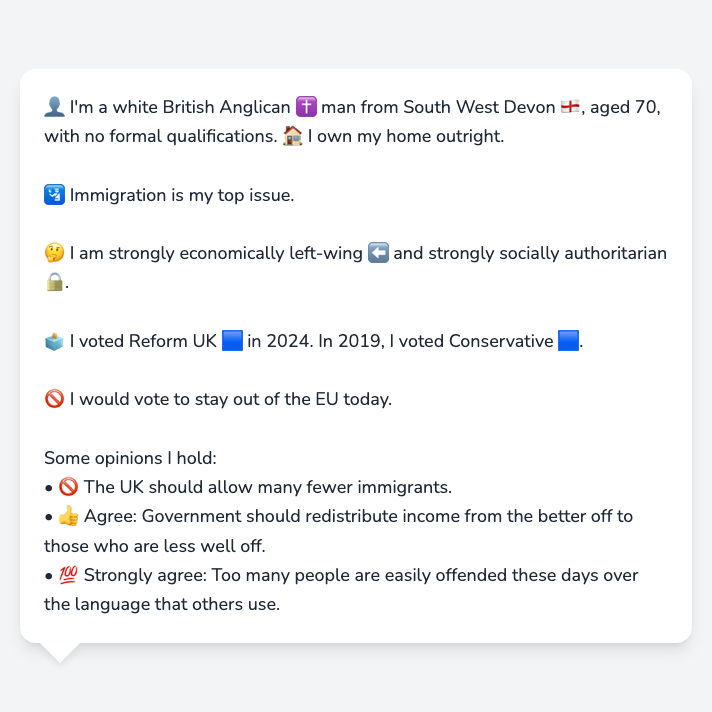 👤 I'm a white British Anglican ✝️ man from South West Devon 🏴󠁧󠁢󠁥󠁮󠁧󠁿, aged 70,
with no formal qualifications. 🏠 I own my home outright.
🛂 Immigration is my top issue.
🤔 I am strongly economically left-wing ⬅️ and strongly socially authoritarian
🔒.
🗳️ I voted Reform UK 🟦 in 2024. In 2019, I voted Conservative 🟦.
🚫 I would vote to stay out of the EU today.
Some opinions I hold:
• 🚫 The UK should allow many fewer immigrants.
• 👍 Agree: Government should redistribute income from the better off to
those who are less well off.
• 💯 Strongly agree: Too many people are easily offended these days over
the language that others use.